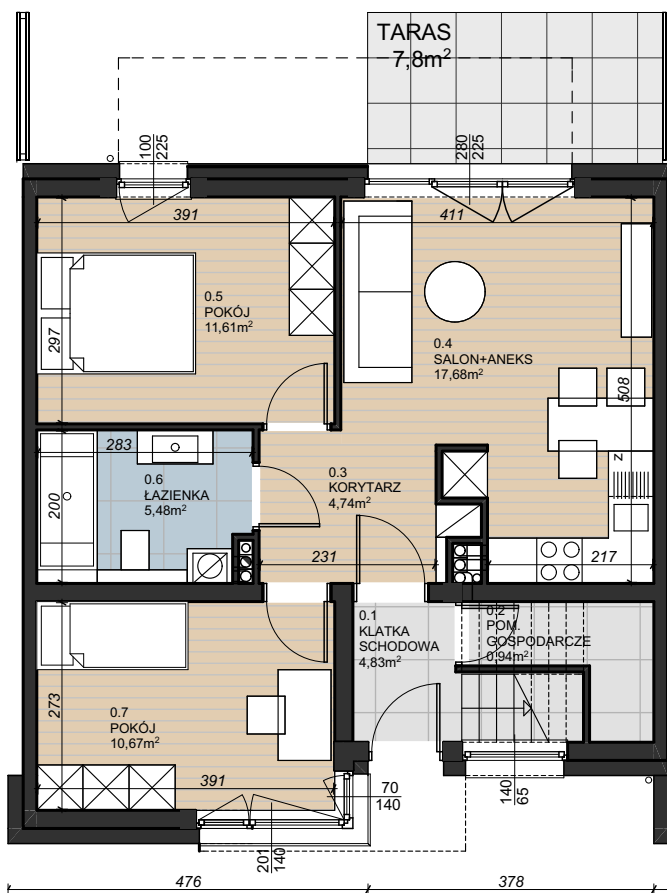 TARAS
7,8m²
100
225
280
225
391
411
0.5
POKÓJ
11,61m²
297
0.4
SALON+ANEKS
17,68m²
508
283
0.6
ŁAZIENKA
5,48m²
200
0.3
KORYTARZ
4,74m²
z
231
217
0.1
KLATKA
SCHODOWA
4,83m²
0.2
POM.
GOSPODARCZE
0,94m²
273
0.7
POKÓJ
10,67m²
391
70
140
140
65
201
140
476
378